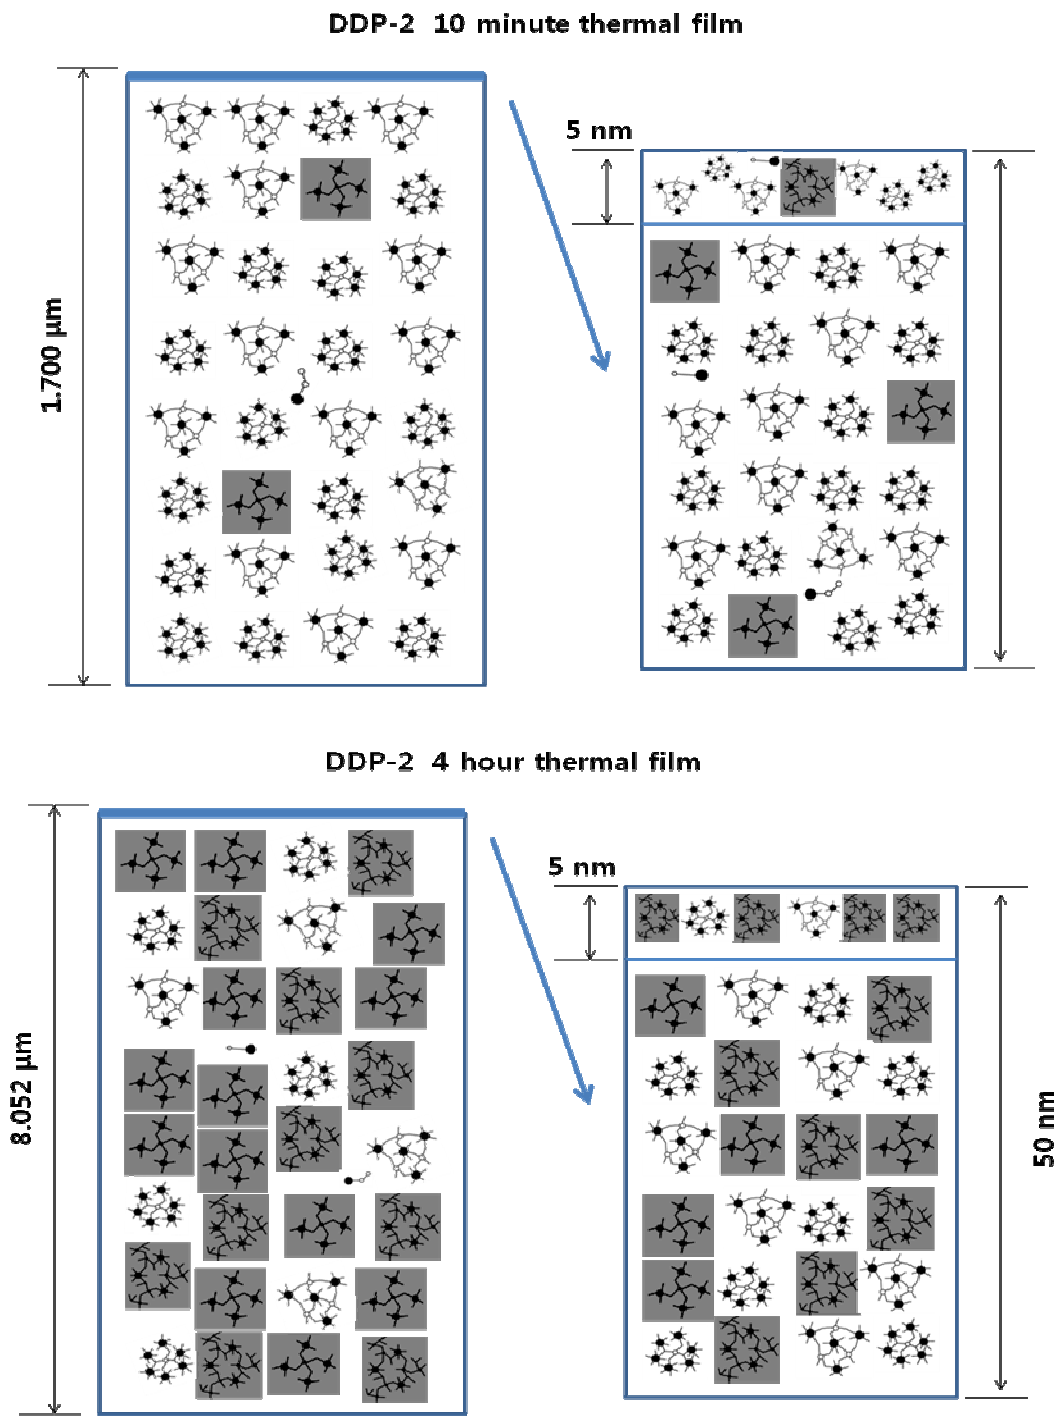 DDP-2 10 minute thermal film
5 nm
1.700 µm
DDP-2 4 hour thermal film
5 nm
8.052 µm
50 nm